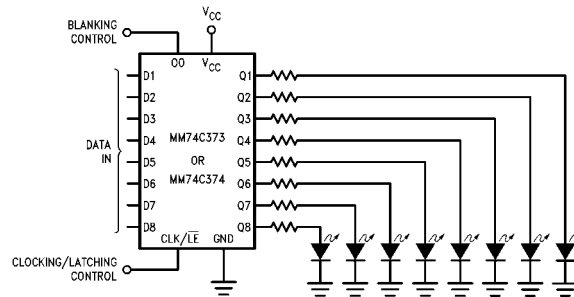 BLANKING
CONTROL
VCC
OO
VCC
D1
D2
D3
D4
D5
D6
D7
D8
DATA
IN
MM74C373
OR
MM74C374
Q1
Q2
Q3
Q4
Q5
Q6
Q7
Q8
CLK/L̅E̅
GND
CLOCKING/LATCHING
CONTROL